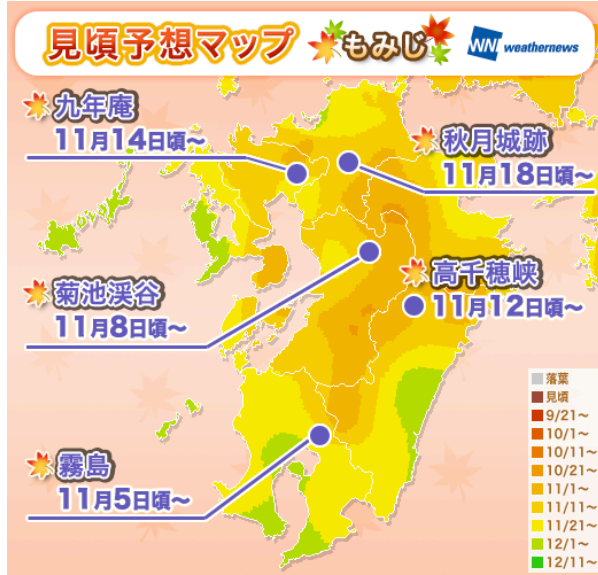 見頃予想マップ もみじ WNI weathernews
九年庵
11月14日頃～
秋月城跡
11月18日頃～
高千穂峡
11月12日頃～
菊池渓谷
11月8日頃～
霧島
11月5日頃～
落葉
見頃
9/21～
10/1～
10/11～
10/21～
11/1～
11/11～
11/21～
12/1～
12/11～